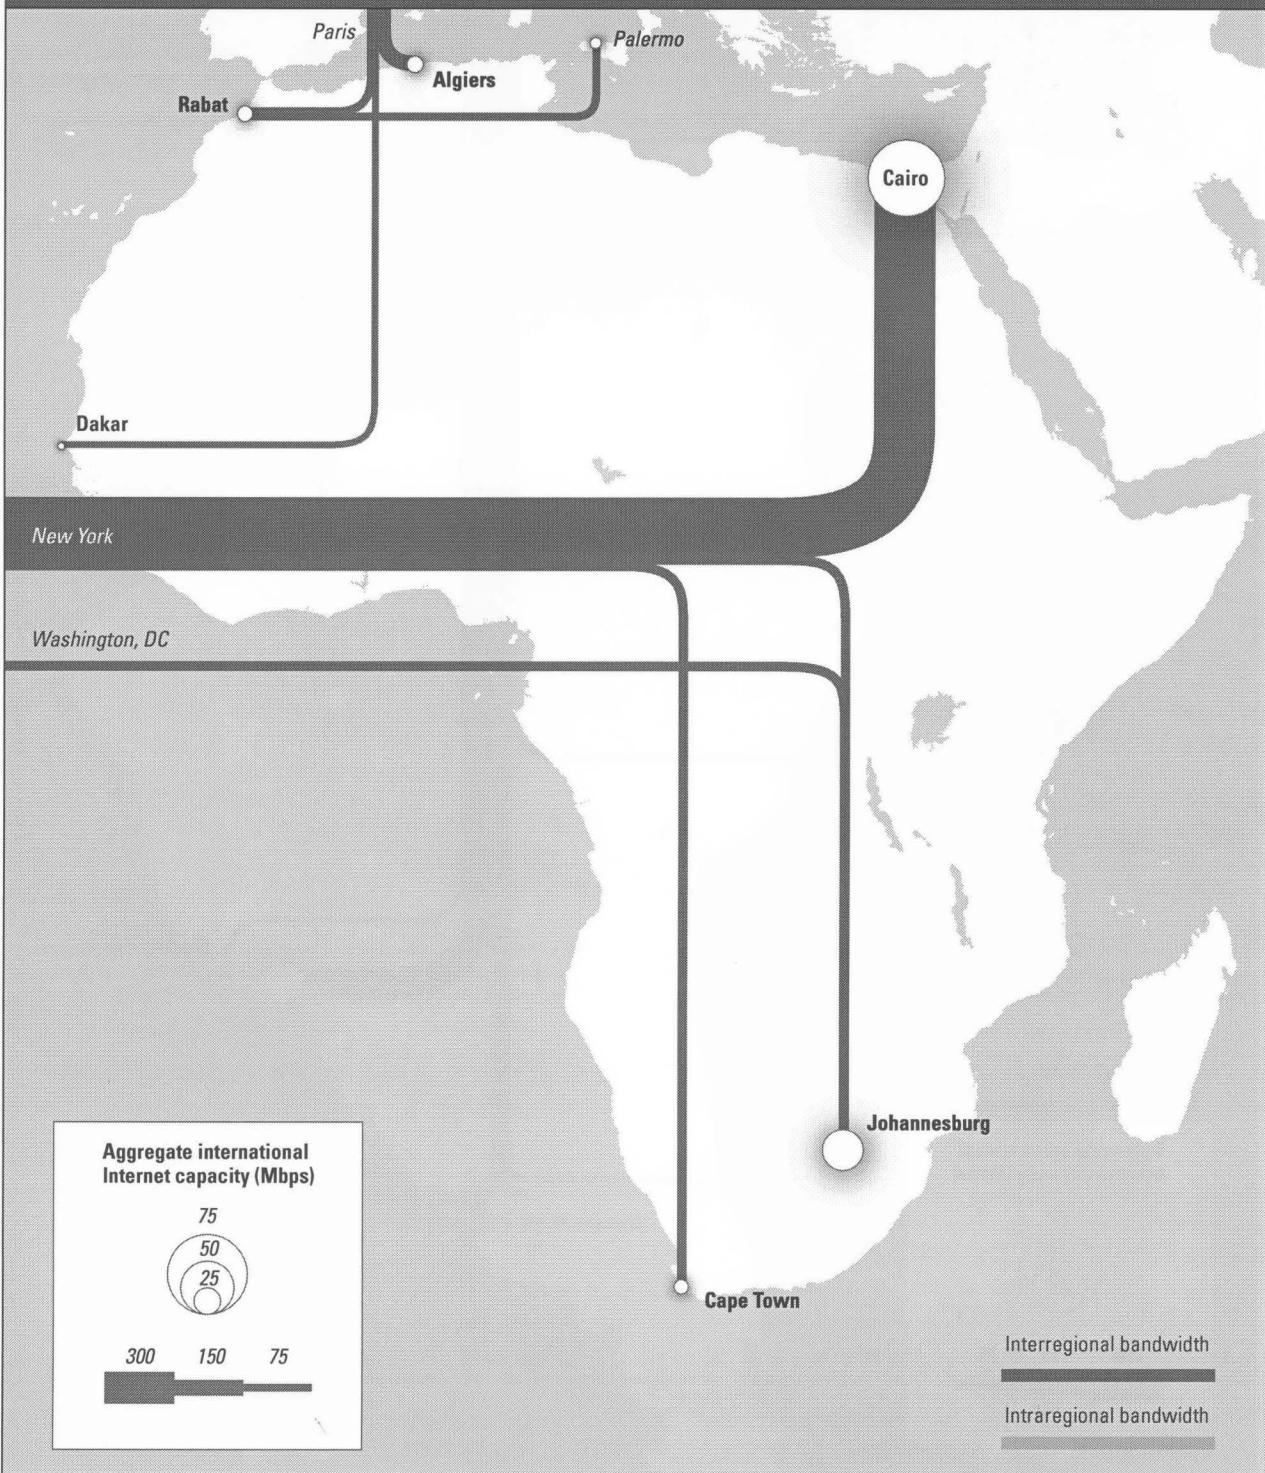 Paris
Palermo
Algiers
Rabat
Cairo
Dakar
New York
Washington, DC
Johannesburg
Cape Town
Aggregate international
Internet capacity (Mbps)
75
50
25
300 150 75
Interregional bandwidth
Intraregional bandwidth